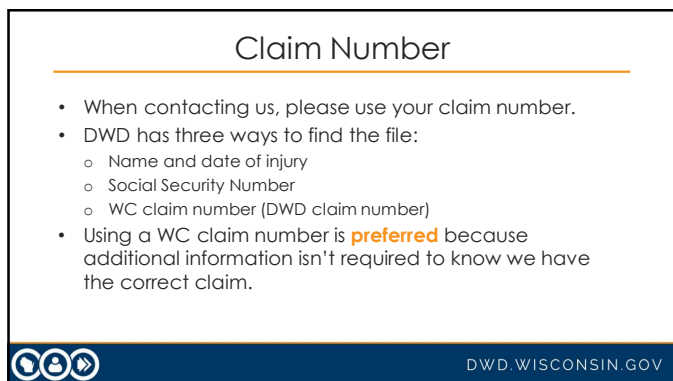 Claim Number
• When contacting us, please use your claim number.
• DWD has three ways to find the file:
o Name and date of injury
o Social Security Number
o WC claim number (DWD claim number)
• Using a WC claim number is preferred because
additional information isn't required to know we have
the correct claim.
DWD.WISCONSIN.GOV